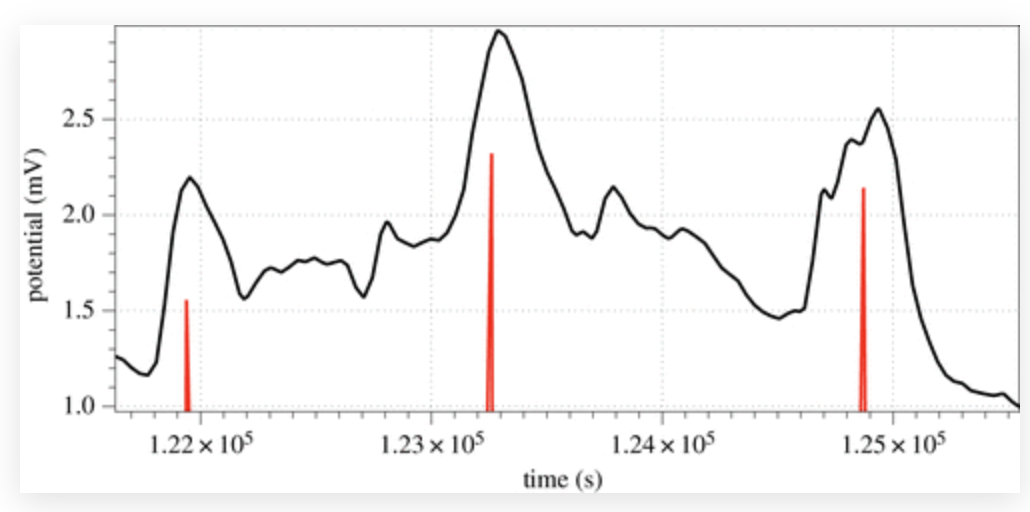 potential (mV)
2.5
2.0
1.5
1.0
1.22 × 10⁵
1.23 × 10⁵
1.24 × 10⁵
1.25 × 10⁵
time (s)